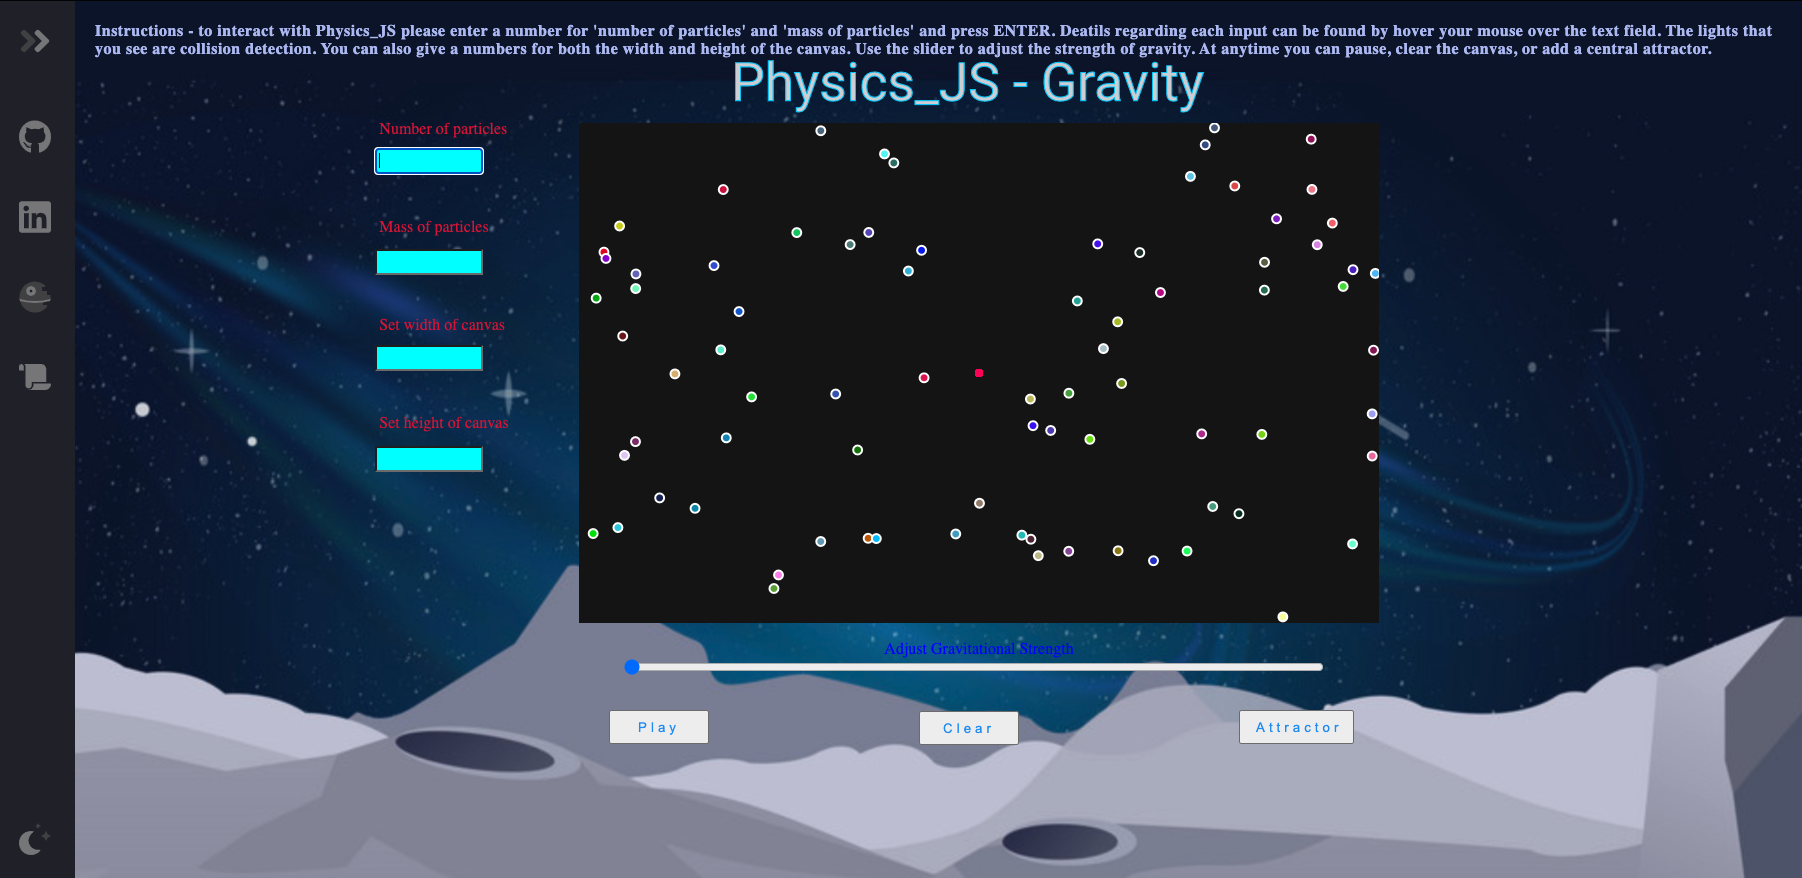 Instructions - to interact with Physics_JS please enter a number for 'number of particles' and 'mass of particles' and press ENTER. Deatils regarding each input can be found by hover your mouse over the text field. The lights that
you see are collision detection. You can also give a numbers for both the width and height of the canvas. Use the slider to adjust the strength of gravity. At anytime you can pause, clear the canvas, or add a central attractor.
Physics_JS - Gravity
Number of particles
Mass of particles
Set width of canvas
Set height of canvas
Adjust Gravitational Strength
Play
Clear
Attractor
in